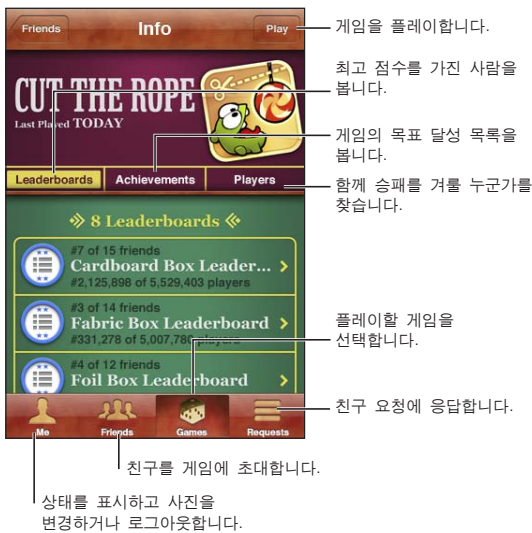 Friends
Info
Play
게임을 플레이합니다.
최고 점수를 가진 사람을
봅니다.
CUT THE ROPE
Last Played TODAY
게임의 목표 달성 목록을
봅니다.
Leaderboards
Achievements
Players
함께 승패를 겨룰 누군가를
찾습니다.
8 Leaderboards
#7 of 15 friends
Cardboard Box Leader...
#2,125,898 of 5,529,403 players
#3 of 14 friends
Fabric Box Leaderboard
#331,278 of 5,007,780 players
플레이할 게임을
선택합니다.
#4 of 12 friends
Foil Box Leaderboard
Me
Friends
Games
Requests
친구 요청에 응답합니다.
친구를 게임에 초대합니다.
상태를 표시하고 사진을
변경하거나 로그아웃합니다.